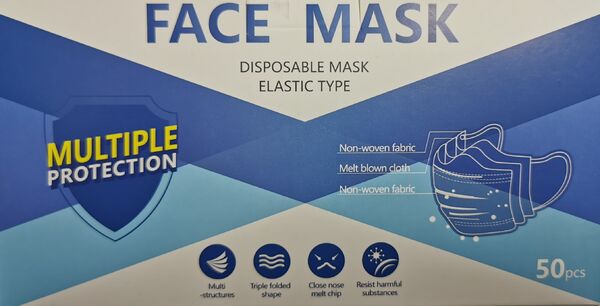 FACE MASK
DISPOSABLE MASK
ELASTIC TYPE
MULTIPLE
PROTECTION
Non-woven fabric
Melt blown cloth
Non-woven fabric
Multi
-structures
Triple folded
shape
Close nose
melt chip
Resist harmful
substances
50pcs